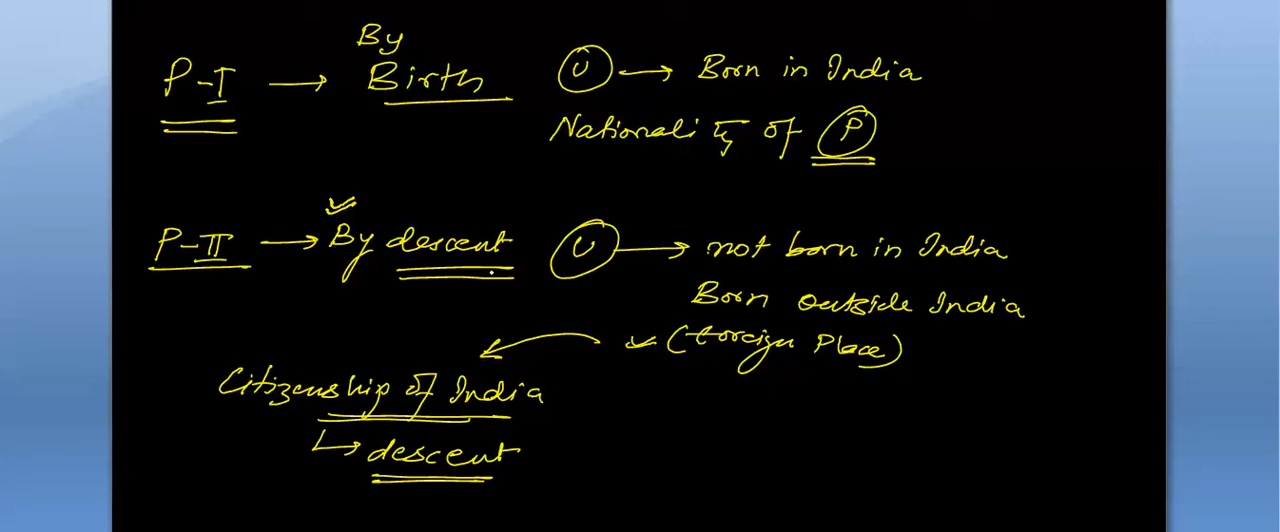 By
P-I → Birth U ↔ Born in India
Nationality of P
P-II → By descent U → not born in India
Born outside India
(Foreign Place)
Citizenship of India
↳ descent